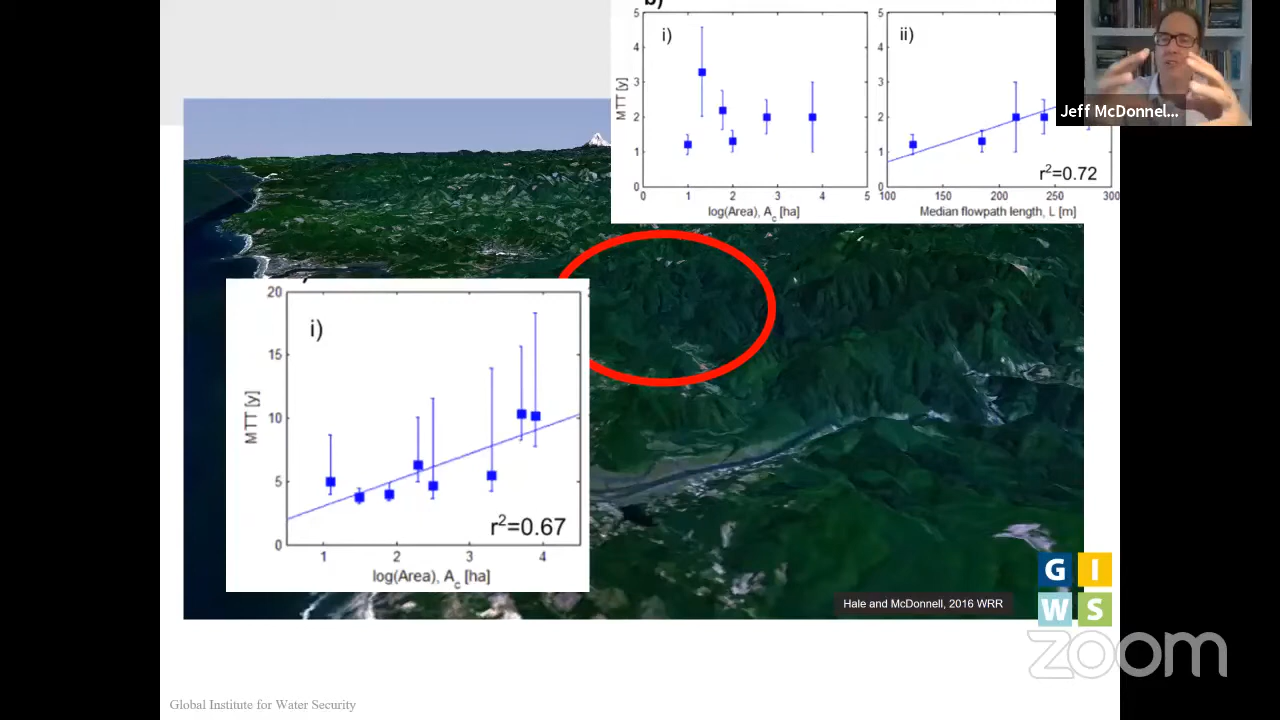 b)
5
4
3
2
1
0
MTT [y]
i)
0 1 2 3 4 5
log(Area), Ac [ha]
5
4
3
2
1
0
ii)
r2=0.72
100 150 200 250 300
Median flowpath length, L [m]
Jeff McDonnel...
20
15
10
5
0
MTT [y]
i)
r2=0.67
1 2 3 4
log(Area), Ac [ha]
Hale and McDonnell, 2016 WRR
G I
W S
zoom
Global Institute for Water Security